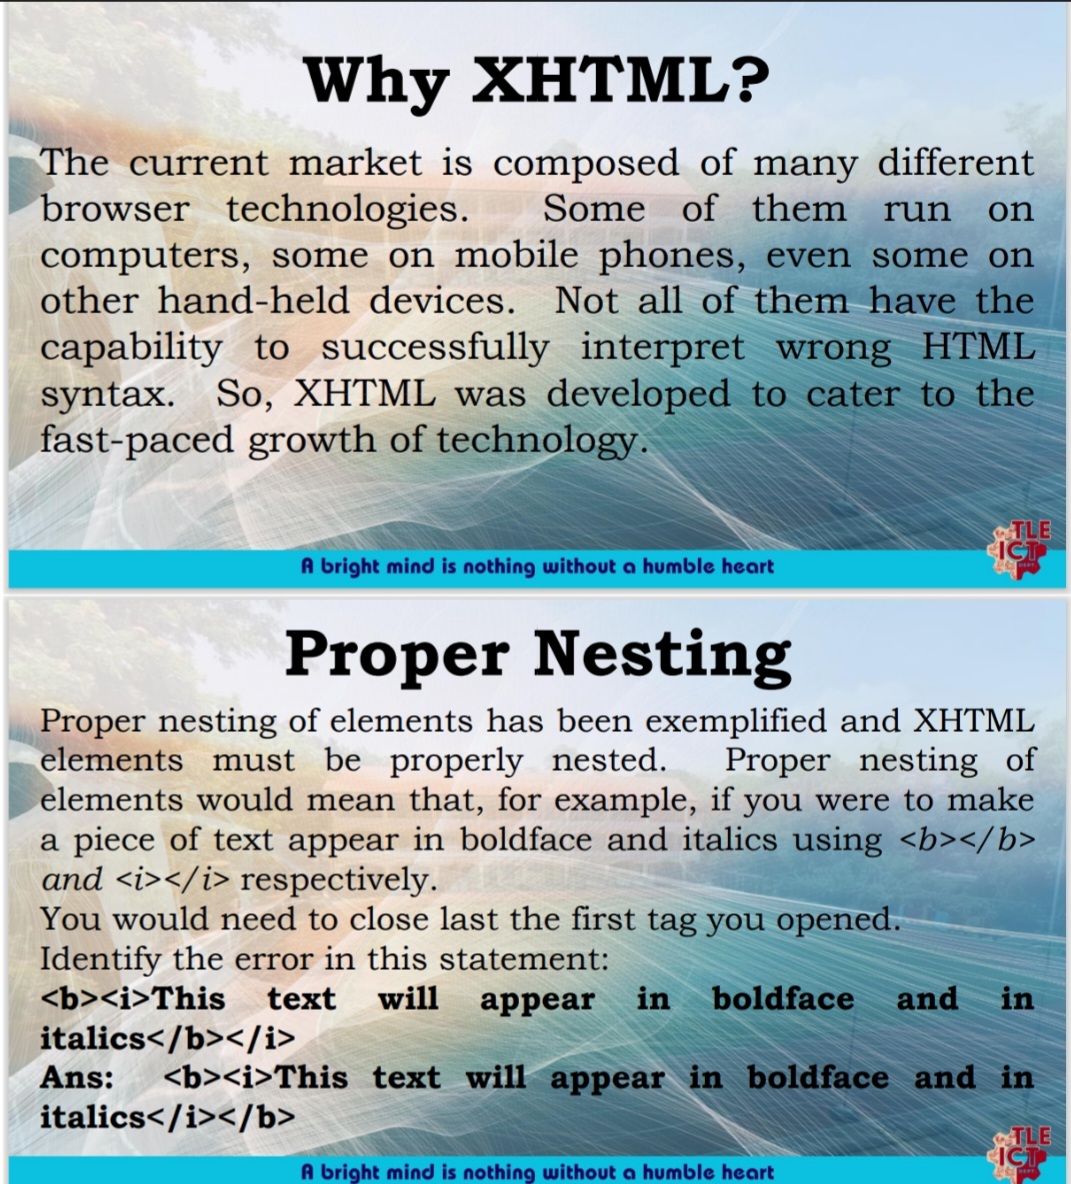 Why XHTML?
The current market is composed of many different
browser technologies. Some of them run on
computers, some on mobile phones, even some on
other hand-held devices. Not all of them have the
capability to successfully interpret wrong HTML
syntax. So, XHTML was developed to cater to the
fast-paced growth of technology.
TLE
ICT
DEPT.
A bright mind is nothing without a humble heart
Proper Nesting
Proper nesting of elements has been exemplified and XHTML
elements must be properly nested. Proper nesting of
elements would mean that, for example, if you were to make
a piece of text appear in boldface and italics using <b></b>
and <i></i> respectively.
You would need to close last the first tag you opened.
Identify the error in this statement:
<b><i>This text will appear in boldface and in
italics</b></i>
Ans: <b><i>This text will appear in boldface and in
italics</i></b>
TLE
ICT
DEPT.
A bright mind is nothing without a humble heart